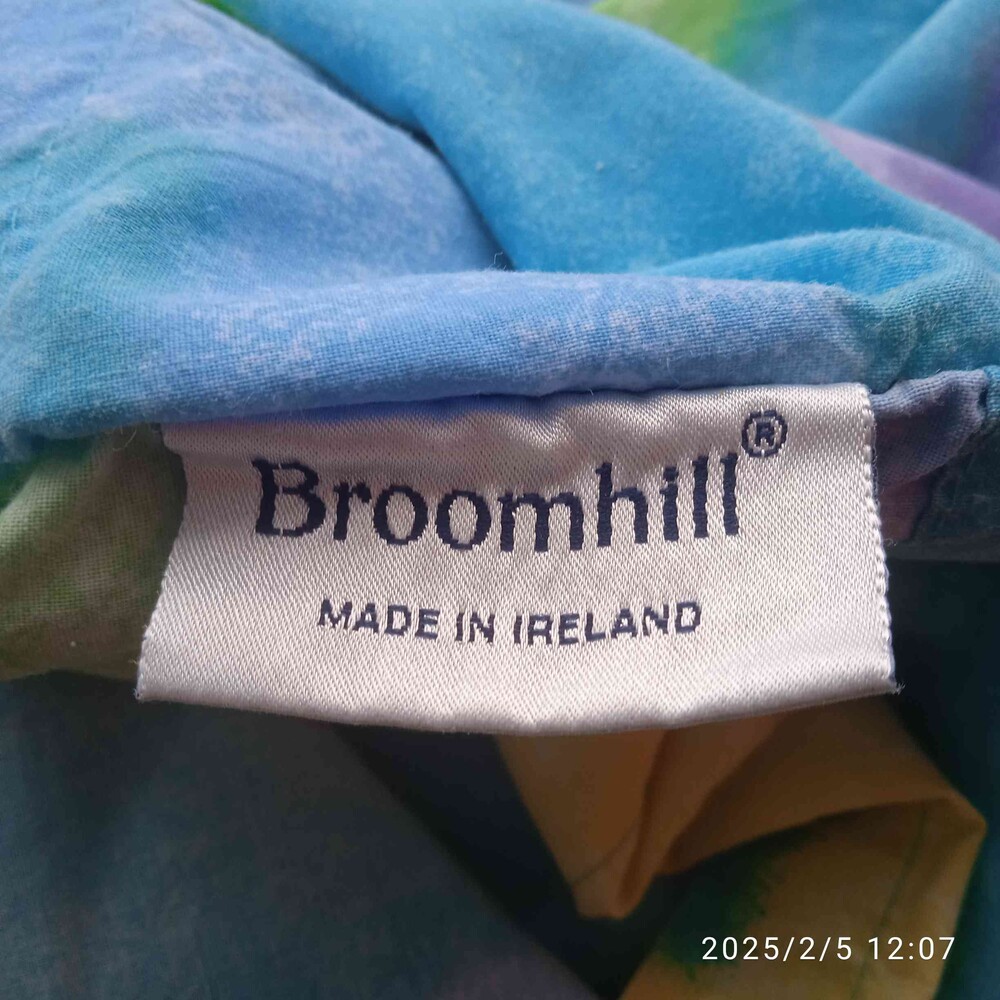 Broomhill®
MADE IN IRELAND
2025/2/5 12:07